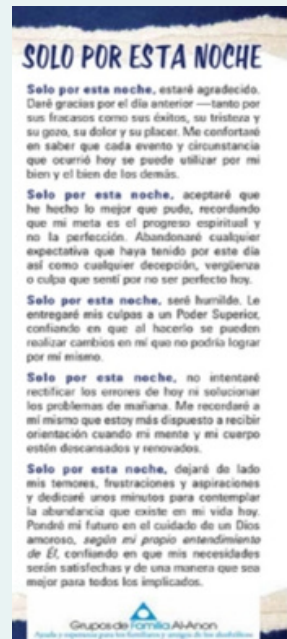 SOLO POR ESTA NOCHE
Solo por esta noche, estaré agradecido.
Daré gracias por el día anterior —tanto por
sus fracasos como sus éxitos, su tristeza y
su gozo, su dolor y su placer. Me confortaré
en saber que cada evento y circunstancia
que ocurrió hoy se puede utilizar por mi
bien y el bien de los demás.
Solo por esta noche, aceptaré que
he hecho lo mejor que pude, recordando
que mi meta es el progreso espiritual y
no la perfección. Abandonaré cualquier
expectativa que haya tenido por este día
así como cualquier decepción, vergüenza
o culpa que sentí por no ser perfecto hoy.
Solo por esta noche, seré humilde. Le
entregaré mis culpas a un Poder Superior,
confiando en que al hacerlo se pueden
realizar cambios en mí que no podría lograr
por mí mismo.
Solo por esta noche, no intentaré
rectificar los errores de hoy ni solucionar
los problemas de mañana. Me recordaré a
mí mismo que estoy más dispuesto a recibir
orientación cuando mi mente y mi cuerpo
estén descansados y renovados.
Solo por esta noche, dejaré de lado
mis temores, frustraciones y aspiraciones
y dedicaré unos minutos para contemplar
la abundancia que existe en mi vida hoy.
Pondré mi futuro en el cuidado de un Dios
amoroso, según mi propio entendimiento
de Él, confiando en que mis necesidades
serán satisfechas y de una manera que sea
mejor para todos los implicados.
Grupos de Familia Al-Anon
Ayuda y esperanza para los familiares y amigos de los alcohólicos